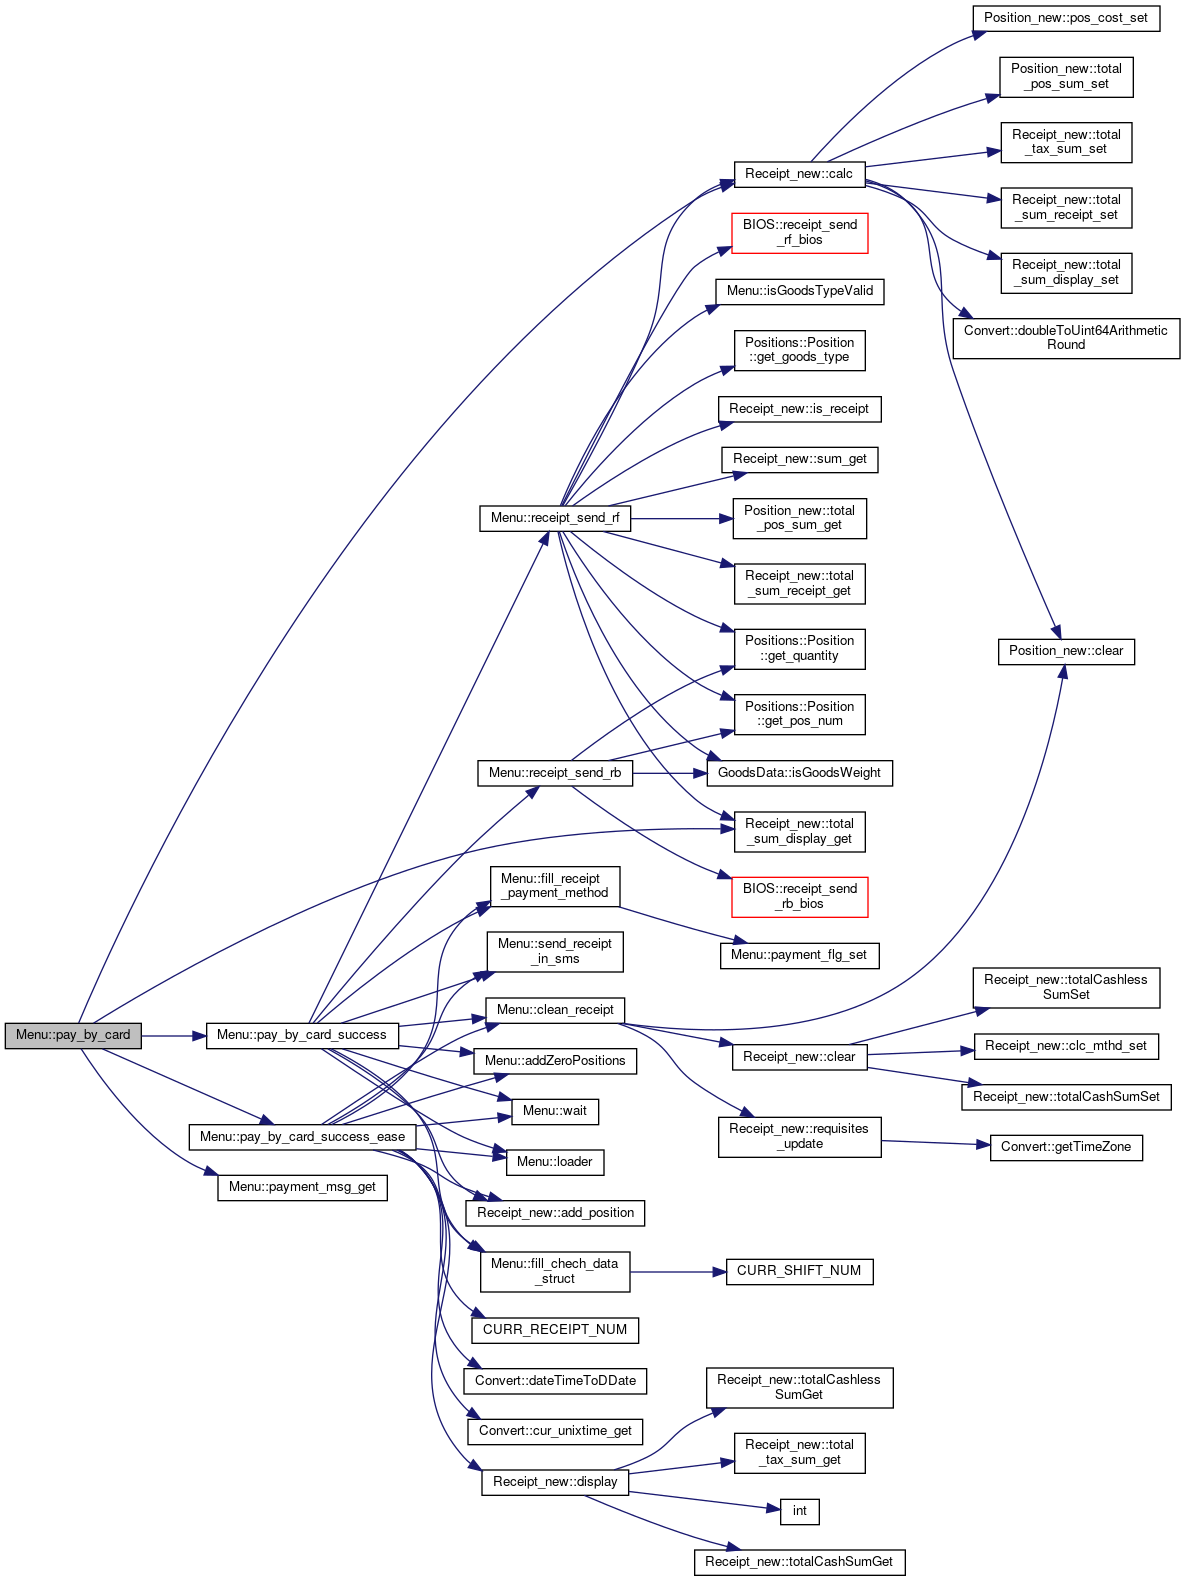 Position_new::pos_cost_set
Position_new::total
_pos_sum_set
Receipt_new::total
_tax_sum_set
Receipt_new::calc
Receipt_new::total
_sum_receipt_set
BIOS::receipt_send
_rf_bios
Receipt_new::total
_sum_display_set
Menu::isGoodsTypeValid
Convert::doubleToUint64Arithmetic
Round
Positions::Position
::get_goods_type
Receipt_new::is_receipt
Receipt_new::sum_get
Menu::receipt_send_rf
Position_new::total
_pos_sum_get
Receipt_new::total
_sum_receipt_get
Positions::Position
::get_quantity
Position_new::clear
Positions::Position
::get_pos_num
Menu::receipt_send_rb
GoodsData::isGoodsWeight
Receipt_new::total
_sum_display_get
Menu::fill_receipt
_payment_method
BIOS::receipt_send
_rb_bios
Menu::send_receipt
_in_sms
Menu::payment_flg_set
Receipt_new::totalCashless
SumSet
Menu::clean_receipt
Menu::pay_by_card
Menu::pay_by_card_success
Receipt_new::clc_mthd_set
Menu::addZeroPositions
Receipt_new::clear
Receipt_new::totalCashSumSet
Menu::wait
Menu::pay_by_card_success_ease
Receipt_new::requisites
_update
Convert::getTimeZone
Menu::loader
Menu::payment_msg_get
Receipt_new::add_position
Menu::fill_chech_data
_struct
CURR_SHIFT_NUM
CURR_RECEIPT_NUM
Convert::dateTimeToDDate
Receipt_new::totalCashless
SumGet
Convert::cur_unixtime_get
Receipt_new::total
_tax_sum_get
Receipt_new::display
int
Receipt_new::totalCashSumGet